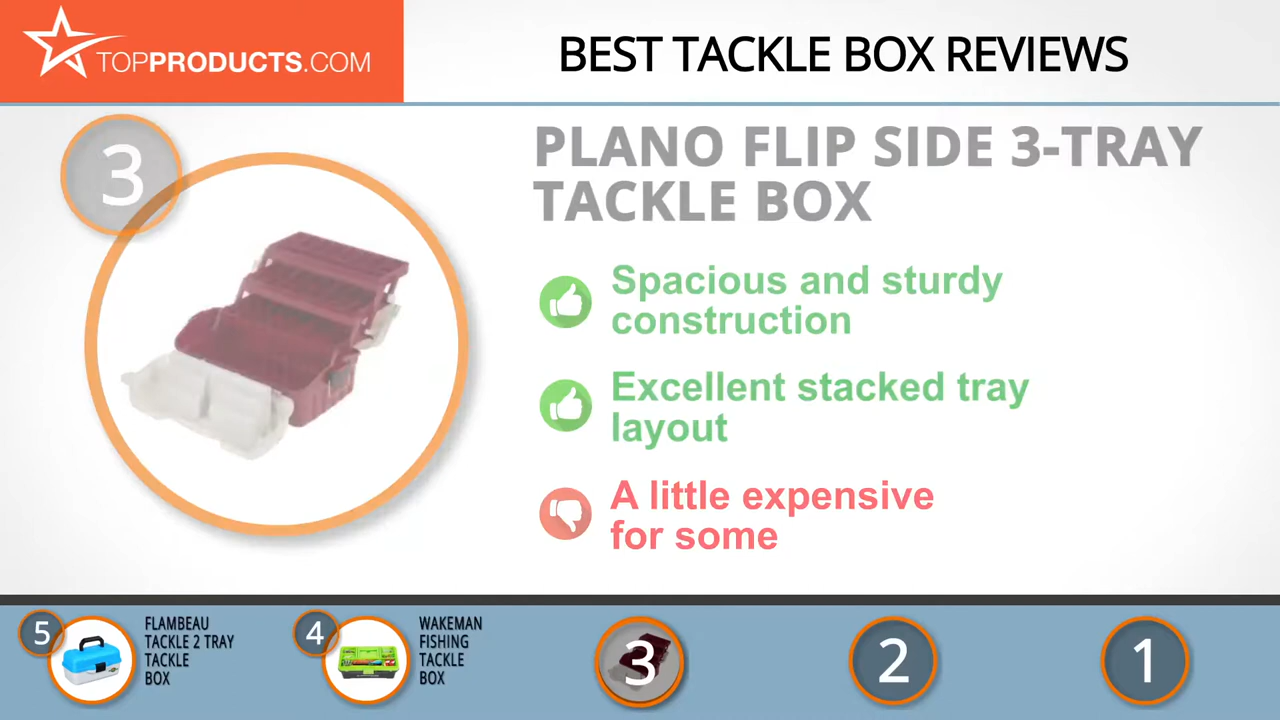 TOPPRODUCTS.COM
BEST TACKLE BOX REVIEWS
3
PLANO FLIP SIDE 3-TRAY
TACKLE BOX
Spacious and sturdy
construction
Excellent stacked tray
layout
A little expensive
for some
5
FLAMBEAU
TACKLE 2 TRAY
TACKLE
BOX
4
WAKEMAN
FISHING
TACKLE
BOX
3
2
1